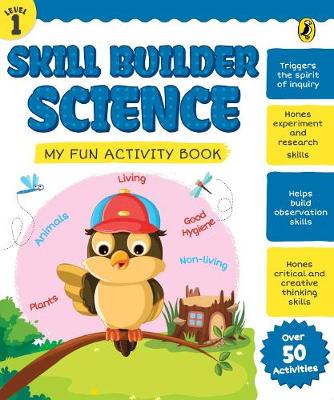 LEVEL
1
SKILL BUILDER
SCIENCE
MY FUN ACTIVITY BOOK
Living
Animals
Good
Hygiene
Non-living
Plants
Triggers
the spirit of
inquiry
Hones
experiment
and
research
skills
Helps
build
observation
skills
Hones
critical and
creative
thinking
skills
Over
50
Activities